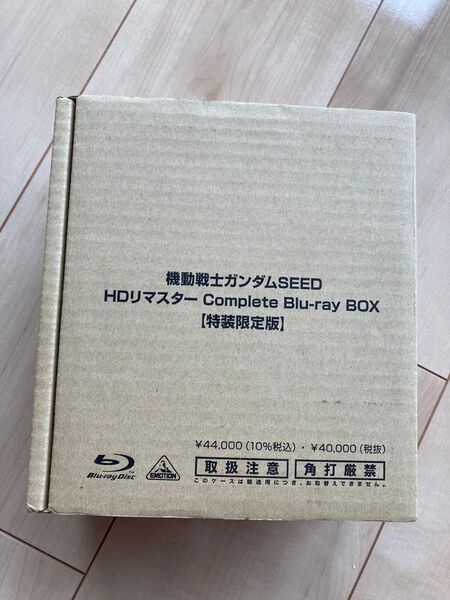 機動戦士ガンダムSEED
HDリマスター Complete Blu-ray BOX
【特装限定版】
¥44,000(10%税込)・¥40,000(税抜)
Blu-ray Disc™
EMOTION
取扱注意
角打厳禁
このケースは輸送用につき、お取替えできません。